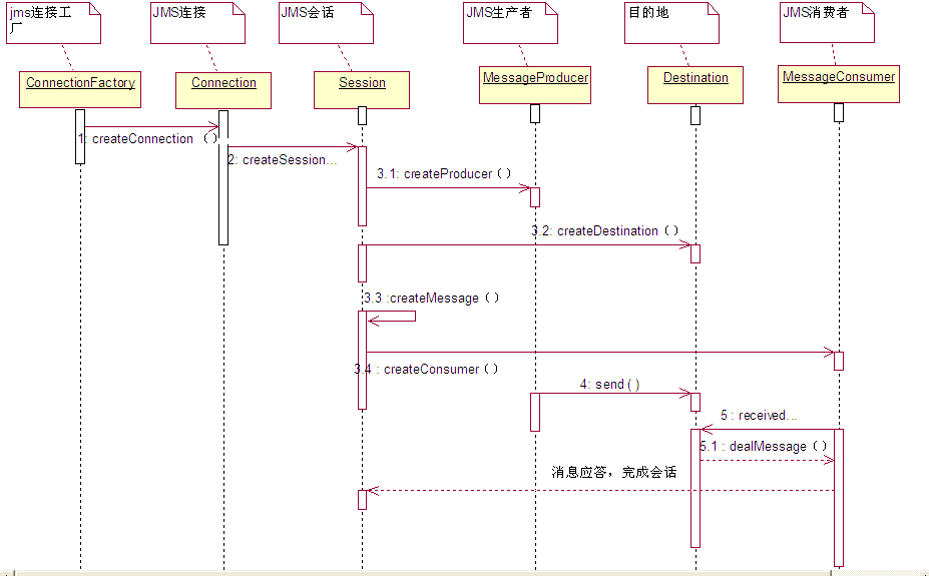 jms连接工
厂
JMS连接
JMS会话
JMS生产者
目的地
JMS消费者
ConnectionFactory
Connection
Session
MessageProducer
Destination
MessageConsumer
1: createConnection （）
2: createSession...
3.1: createProducer（）
3.2: createDestination（）
3.3 :createMessage（）
3.4 : createConsumer（）
4: send( )
5 : received...
5.1 : dealMessage（）
消息应答，完成会话